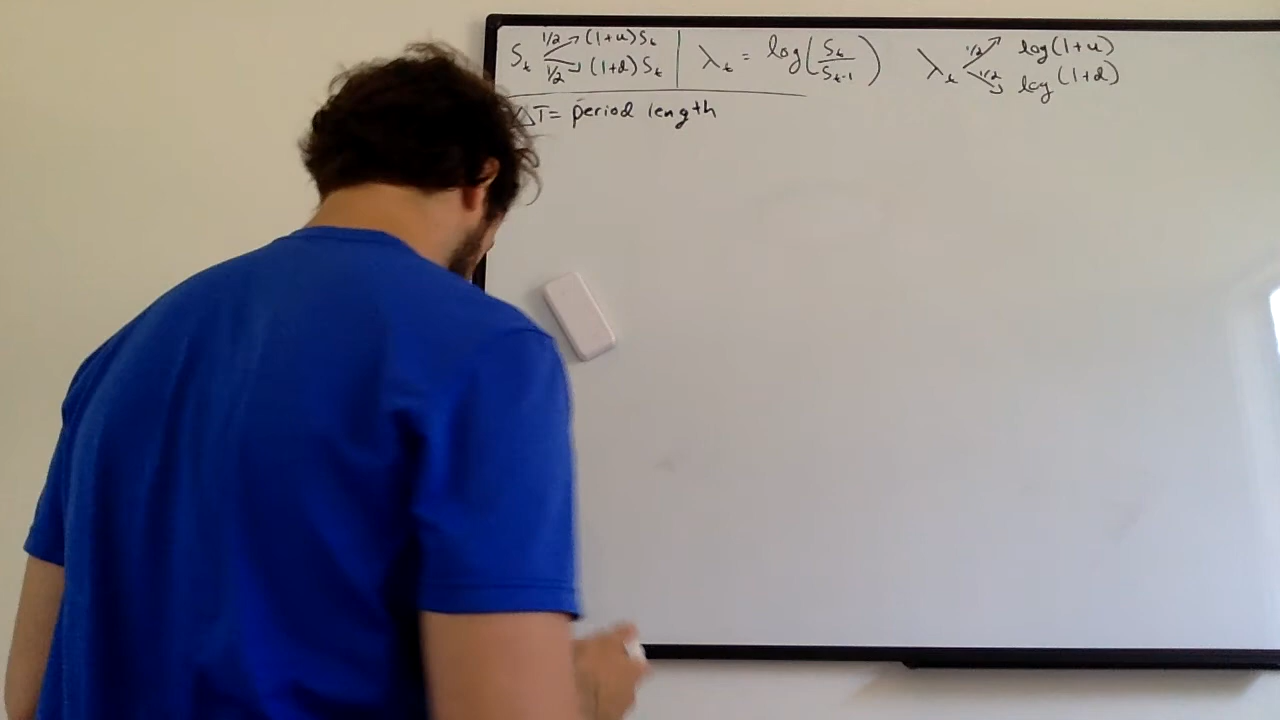 S_t 1/2 ↗ (1+u)S_t | λ_t = log(S_t/S_{t-1}) λ_t 1/2 ↗ log(1+u)
1/2 ↘ (1+d)S_t 1/2 ↘ log(1+d)
ΔT = period length